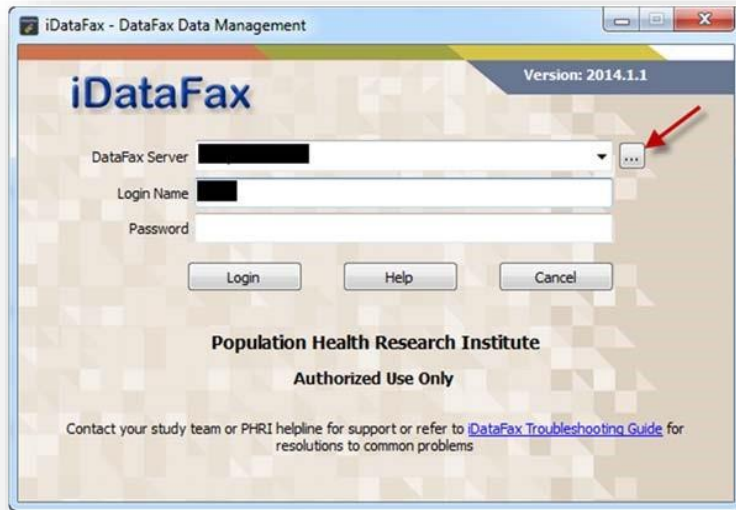 iDataFax - DataFax Data Management
Version: 2014.1.1
iDataFax
DataFax Server
...
Login Name
Password
Login
Help
Cancel
Population Health Research Institute
Authorized Use Only
Contact your study team or PHRI helpline for support or refer to iDataFax Troubleshooting Guide for
resolutions to common problems